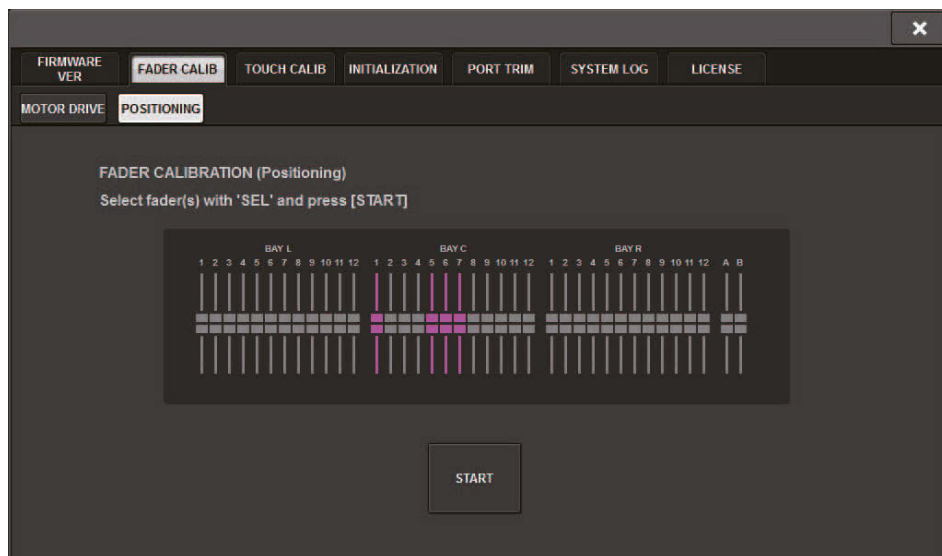 FIRMWARE VER
FADER CALIB
TOUCH CALIB
INITIALIZATION
PORT TRIM
SYSTEM LOG
LICENSE
MOTOR DRIVE
POSITIONING
FADER CALIBRATION (Positioning)
Select fader(s) with 'SEL' and press [START]
BAY L
BAY C
BAY R
1 2 3 4 5 6 7 8 9 10 11 12 1 2 3 4 5 6 7 8 9 10 11 12 1 2 3 4 5 6 7 8 9 10 11 12 A B
START